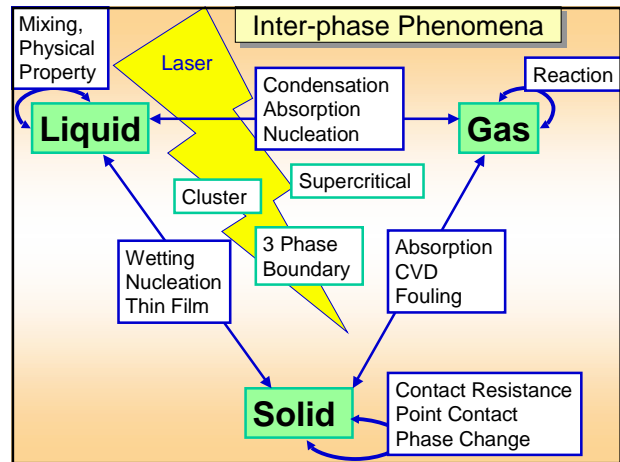 Inter-phase Phenomena
Mixing,
Physical
Property
Laser
Condensation
Absorption
Nucleation
Reaction
Liquid
Gas
Cluster
Supercritical
3 Phase
Boundary
Wetting
Nucleation
Thin Film
Absorption
CVD
Fouling
Solid
Contact Resistance
Point Contact
Phase Change